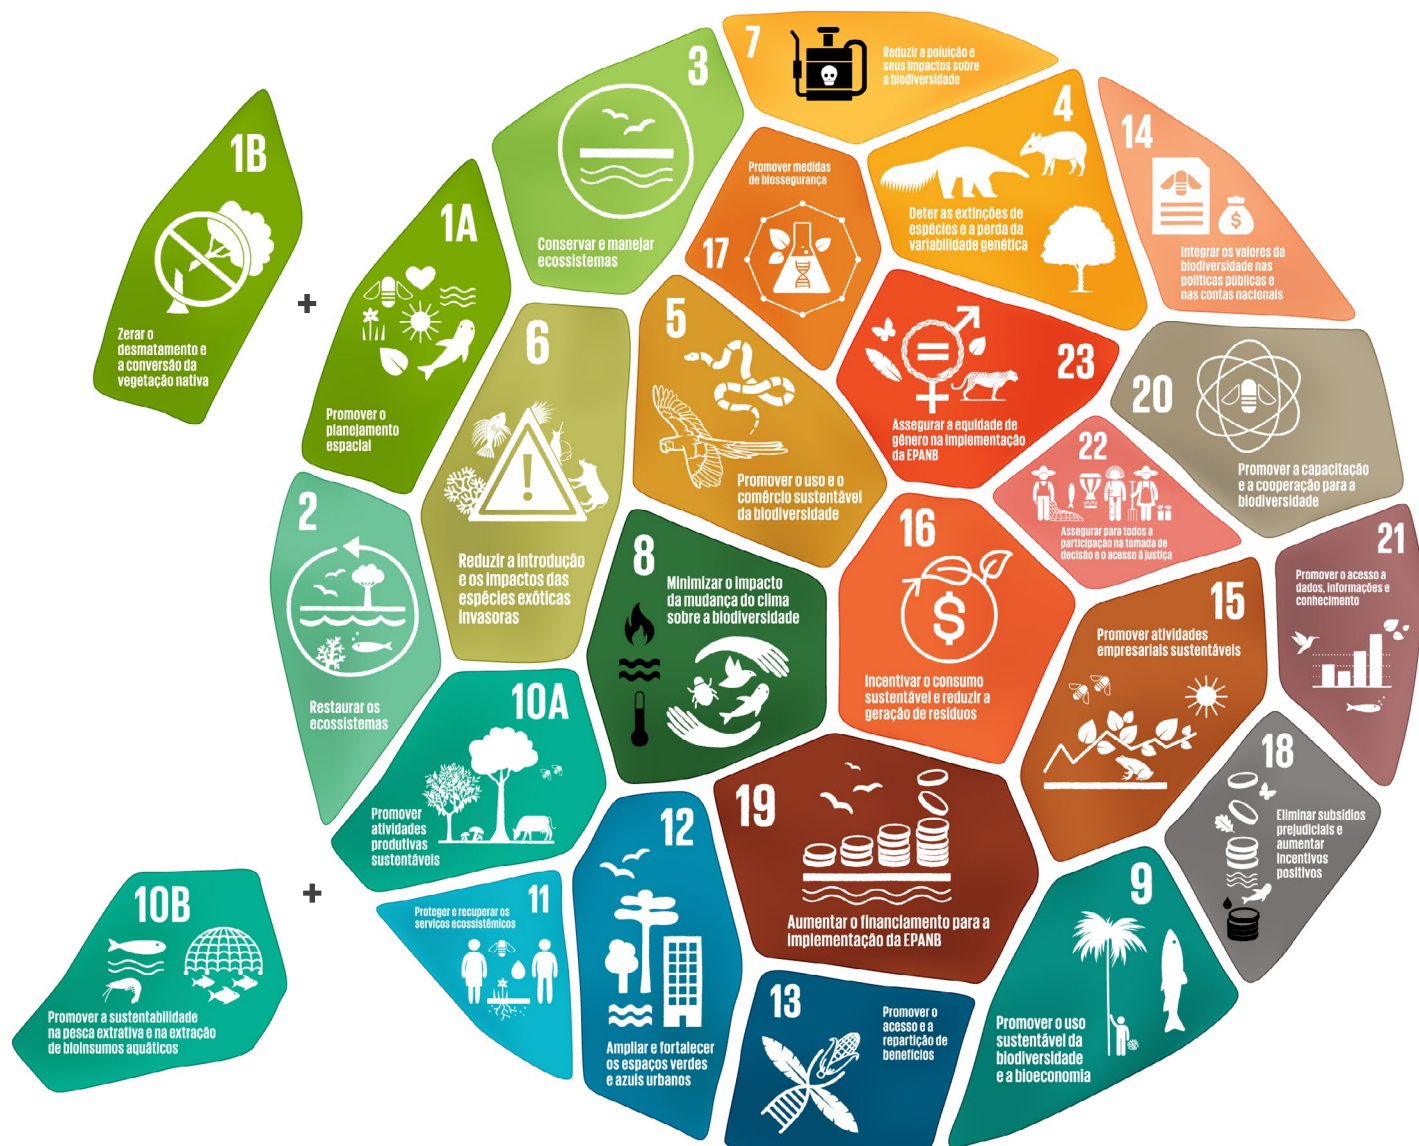 1B
Zerar o
desmatamento e
a conversão da
vegetação nativa
+
1A
Promover o
planejamento
espacial
3
Conservar e manejar
ecossistemas
7
Reduzir a poluição e
seus impactos sobre
a biodiversidade
4
Deter as extinções de
espécies e a perda da
variabilidade genética
14
$
Integrar os valores da
biodiversidade nas
políticas públicas e
nas contas nacionais
Promover medidas
de biossegurança
17
6
!
Reduzir a introdução
e os impactos das
espécies exóticas
invasoras
5
Promover o uso e o
comércio sustentável
da biodiversidade
23
Assegurar a equidade de
gênero na implementação
da EPANB
20
Promover a capacitação
e a cooperação para a
biodiversidade
22
Assegurar para todos a
participação na tomada de
decisão e o acesso à justiça
2
Restaurar os
ecossistemas
8
Minimizar o impacto
da mudança do clima
sobre a biodiversidade
16
$
Incentivar o consumo
sustentável e reduzir a
geração de resíduos
15
Promover atividades
empresariais sustentáveis
21
Promover o acesso a
dados, informações e
conhecimento
10A
Promover
atividades
produtivas
sustentáveis
+
10B
Promover a sustentabilidade
na pesca extrativa e na extração
de bioinsumos aquáticos
11
Proteger e recuperar os
serviços ecossistêmicos
12
Ampliar e fortalecer
os espaços verdes
e azuis urbanos
19
Aumentar o financiamento para a
implementação da EPANB
18
Eliminar subsídios
prejudiciais e
aumentar
incentivos
positivos
13
Promover o
acesso e a
repartição de
benefícios
9
Promover o uso
sustentável da
biodiversidade
e a bioeconomia